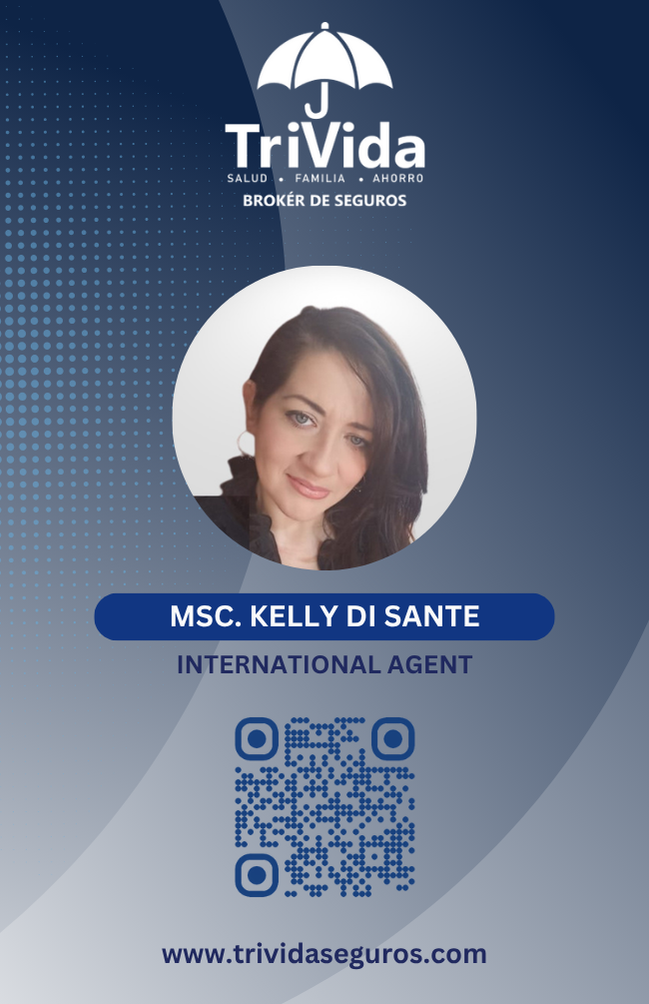 TriVida
SALUD • FAMILIA • AHORRO
BROKÉR DE SEGUROS
MSC. KELLY DI SANTE
INTERNATIONAL AGENT
www.trividaseguros.com